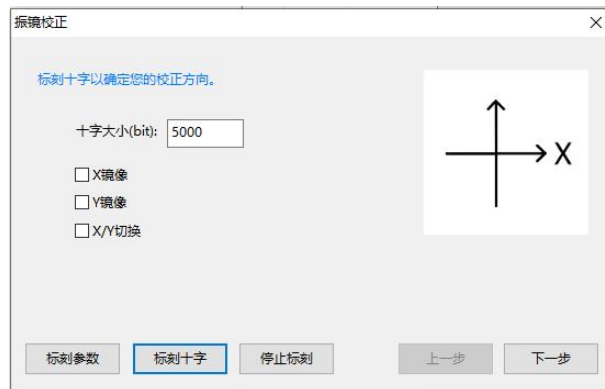 振镜校正
标刻十字以确定您的校正方向。
十字大小(bit): 5000
X
X镜像
Y镜像
X/Y切换
标刻参数 标刻十字 停止标刻 上一步 下一步